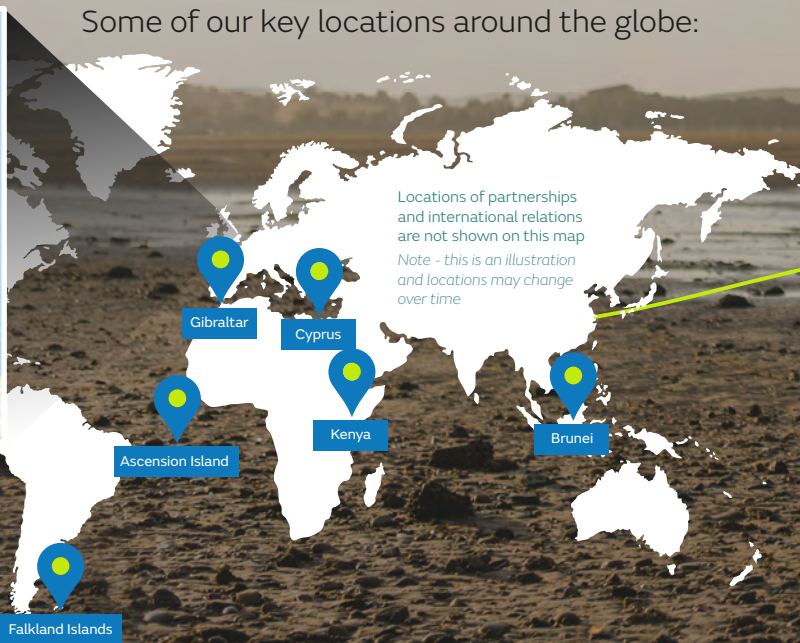 Some of our key locations around the globe:
Locations of partnerships
and international relations
are not shown on this map
Note - this is an illustration
and locations may change
over time
Gibraltar
Cyprus
Kenya
Ascension Island
Brunei
Falkland Islands